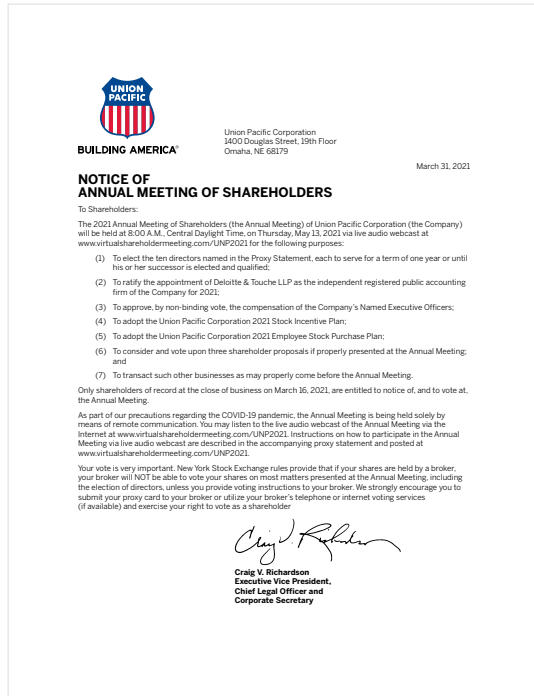 UNION
PACIFIC
BUILDING AMERICA®
Union Pacific Corporation
1400 Douglas Street, 19th Floor
Omaha, NE 68179
March 31, 2021
NOTICE OF
ANNUAL MEETING OF SHAREHOLDERS
To Shareholders:
The 2021 Annual Meeting of Shareholders (the Annual Meeting) of Union Pacific Corporation (the Company)
will be held at 8:00 A.M., Central Daylight Time, on Thursday, May 13, 2021 via live audio webcast at
www.virtualshareholdermeeting.com/UNP2021 for the following purposes:
(1) To elect the ten directors named in the Proxy Statement, each to serve for a term of one year or until
his or her successor is elected and qualified;
(2) To ratify the appointment of Deloitte & Touche LLP as the independent registered public accounting
firm of the Company for 2021;
(3) To approve, by non-binding vote, the compensation of the Company's Named Executive Officers;
(4) To adopt the Union Pacific Corporation 2021 Stock Incentive Plan;
(5) To adopt the Union Pacific Corporation 2021 Employee Stock Purchase Plan;
(6) To consider and vote upon three shareholder proposals if properly presented at the Annual Meeting;
and
(7) To transact such other businesses as may properly come before the Annual Meeting.
Only shareholders of record at the close of business on March 16, 2021, are entitled to notice of, and to vote at,
the Annual Meeting.
As part of our precautions regarding the COVID-19 pandemic, the Annual Meeting is being held solely by
means of remote communication. You may listen to the live audio webcast of the Annual Meeting via the
Internet at www.virtualshareholdermeeting.com/UNP2021. Instructions on how to participate in the Annual
Meeting via live audio webcast are described in the accompanying proxy statement and posted at
www.virtualshareholdermeeting.com/UNP2021.
Your vote is very important. New York Stock Exchange rules provide that if your shares are held by a broker,
your broker will NOT be able to vote your shares on most matters presented at the Annual Meeting, including
the election of directors, unless you provide voting instructions to your broker. We strongly encourage you to
submit your proxy card to your broker or utilize your broker's telephone or internet voting services
(if available) and exercise your right to vote as a shareholder
Craig V. Richardson
Craig V. Richardson
Executive Vice President,
Chief Legal Officer and
Corporate Secretary